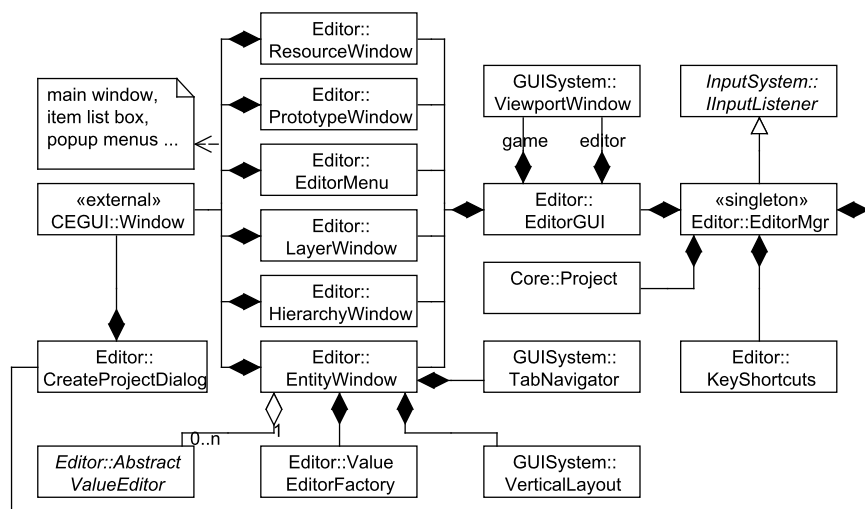 Editor::
ResourceWindow
main window,
item list box,
popup menus ...
Editor::
PrototypeWindow
GUISystem::
ViewportWindow
InputSystem::
IInputListener
game
editor
Editor::
EditorMenu
«external»
CEGUI::Window
Editor::
LayerWindow
Editor::
EditorGUI
«singleton»
Editor::EditorMgr
Editor::
HierarchyWindow
Core::Project
Editor::
CreateProjectDialog
Editor::
EntityWindow
GUISystem::
TabNavigator
Editor::
KeyShortcuts
0..n
1
Editor::Abstract
ValueEditor
Editor::Value
EditorFactory
GUISystem::
VerticalLayout